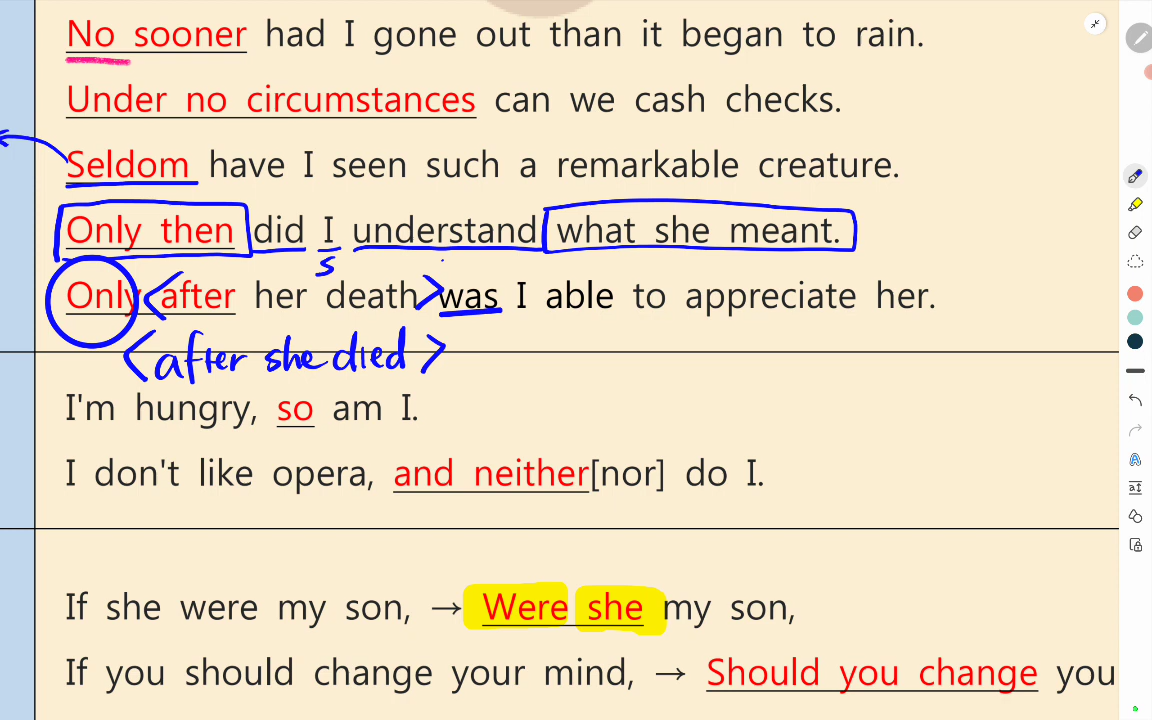 No sooner had I gone out than it began to rain.
Under no circumstances can we cash checks.
Seldom have I seen such a remarkable creature.
Only then did I understand what she meant.
s
Only <after her death> was I able to appreciate her.
<after she died>
I'm hungry, so am I.
I don't like opera, and neither[nor] do I.
If she were my son, → Were she my son,
If you should change your mind, → Should you change you